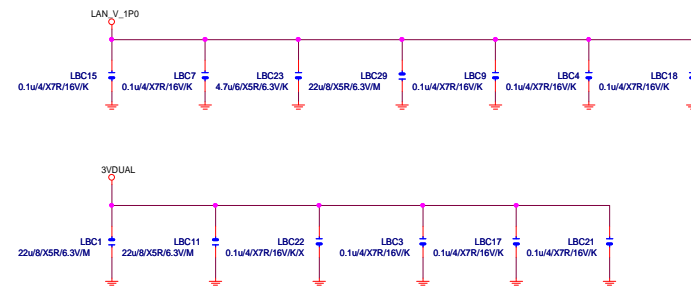 LAN_V_1P0
LBC15 LBC7 LBC23 LBC29 LBC9 LBC4 LBC18
0.1u/4/X7R/16V/K 0.1u/4/X7R/16V/K 4.7u/6/X5R/6.3V/K 22u/8/X5R/6.3V/M 0.1u/4/X7R/16V/K 0.1u/4/X7R/16V/K 0.1u/4/X7R/16V/K
3VDUAL
LBC1 LBC11 LBC22 LBC3 LBC17 LBC21
22u/8/X5R/6.3V/M 22u/8/X5R/6.3V/M 0.1u/4/X7R/16V/K/X 0.1u/4/X7R/16V/K 0.1u/4/X7R/16V/K 0.1u/4/X7R/16V/K